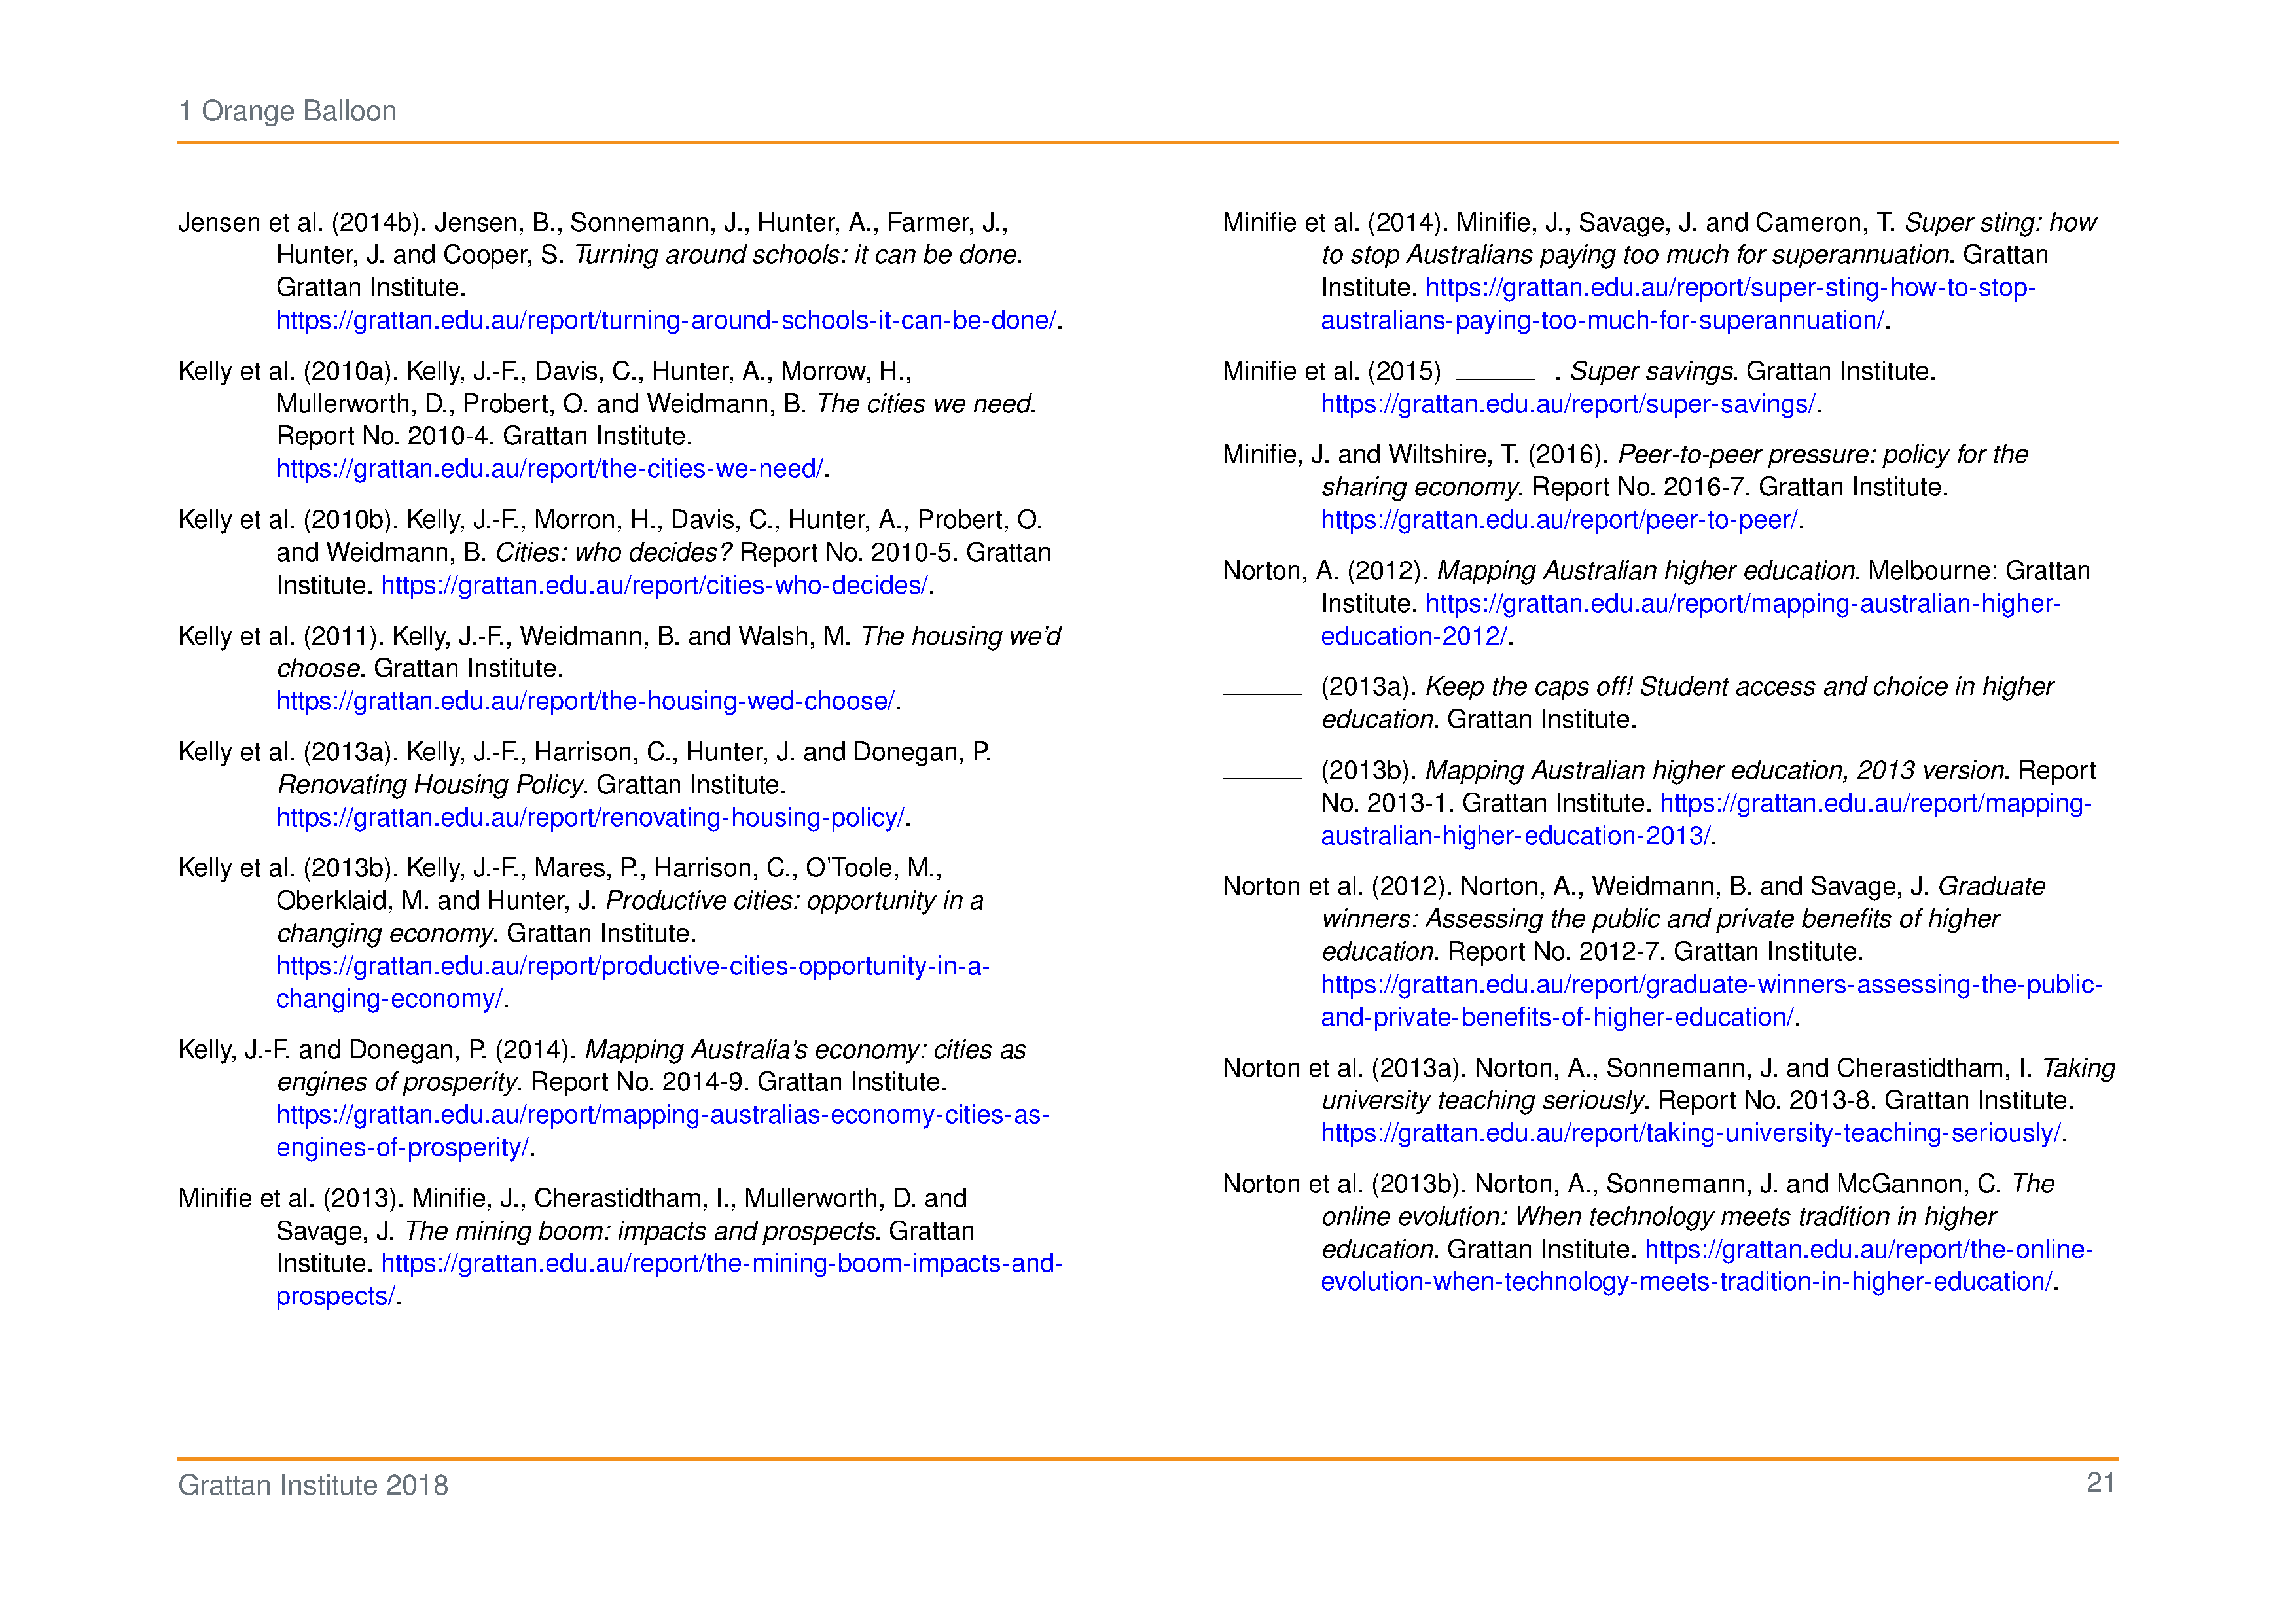 1 Orange Balloon
Jensen et al. (2014b). Jensen, B., Sonnemann, J., Hunter, A., Farmer, J.,
Hunter, J. and Cooper, S. Turning around schools: it can be done.
Grattan Institute.
https://grattan.edu.au/report/turning-around-schools-it-can-be-done/.
Kelly et al. (2010a). Kelly, J.-F., Davis, C., Hunter, A., Morrow, H.,
Mullerworth, D., Probert, O. and Weidmann, B. The cities we need.
Report No. 2010-4. Grattan Institute.
https://grattan.edu.au/report/the-cities-we-need/.
Kelly et al. (2010b). Kelly, J.-F., Morron, H., Davis, C., Hunter, A., Probert, O.
and Weidmann, B. Cities: who decides? Report No. 2010-5. Grattan
Institute. https://grattan.edu.au/report/cities-who-decides/.
Kelly et al. (2011). Kelly, J.-F., Weidmann, B. and Walsh, M. The housing we'd
choose. Grattan Institute.
https://grattan.edu.au/report/the-housing-wed-choose/.
Kelly et al. (2013a). Kelly, J.-F., Harrison, C., Hunter, J. and Donegan, P.
Renovating Housing Policy. Grattan Institute.
https://grattan.edu.au/report/renovating-housing-policy/.
Kelly et al. (2013b). Kelly, J.-F., Mares, P., Harrison, C., O'Toole, M.,
Oberklaid, M. and Hunter, J. Productive cities: opportunity in a
changing economy. Grattan Institute.
https://grattan.edu.au/report/productive-cities-opportunity-in-a-
changing-economy/.
Kelly, J.-F. and Donegan, P. (2014). Mapping Australia's economy: cities as
engines of prosperity. Report No. 2014-9. Grattan Institute.
https://grattan.edu.au/report/mapping-australias-economy-cities-as-
engines-of-prosperity/.
Minifie et al. (2013). Minifie, J., Cherastidtham, I., Mullerworth, D. and
Savage, J. The mining boom: impacts and prospects. Grattan
Institute. https://grattan.edu.au/report/the-mining-boom-impacts-and-
prospects/.
Minifie et al. (2014). Minifie, J., Savage, J. and Cameron, T. Super sting: how
to stop Australians paying too much for superannuation. Grattan
Institute. https://grattan.edu.au/report/super-sting-how-to-stop-
australians-paying-too-much-for-superannuation/.
Minifie et al. (2015) ______ . Super savings. Grattan Institute.
https://grattan.edu.au/report/super-savings/.
Minifie, J. and Wiltshire, T. (2016). Peer-to-peer pressure: policy for the
sharing economy. Report No. 2016-7. Grattan Institute.
https://grattan.edu.au/report/peer-to-peer/.
Norton, A. (2012). Mapping Australian higher education. Melbourne: Grattan
Institute. https://grattan.edu.au/report/mapping-australian-higher-
education-2012/.
______ (2013a). Keep the caps off! Student access and choice in higher
education. Grattan Institute.
______ (2013b). Mapping Australian higher education, 2013 version. Report
No. 2013-1. Grattan Institute. https://grattan.edu.au/report/mapping-
australian-higher-education-2013/.
Norton et al. (2012). Norton, A., Weidmann, B. and Savage, J. Graduate
winners: Assessing the public and private benefits of higher
education. Report No. 2012-7. Grattan Institute.
https://grattan.edu.au/report/graduate-winners-assessing-the-public-
and-private-benefits-of-higher-education/.
Norton et al. (2013a). Norton, A., Sonnemann, J. and Cherastidtham, I. Taking
university teaching seriously. Report No. 2013-8. Grattan Institute.
https://grattan.edu.au/report/taking-university-teaching-seriously/.
Norton et al. (2013b). Norton, A., Sonnemann, J. and McGannon, C. The
online evolution: When technology meets tradition in higher
education. Grattan Institute. https://grattan.edu.au/report/the-online-
evolution-when-technology-meets-tradition-in-higher-education/.
Grattan Institute 2018
21